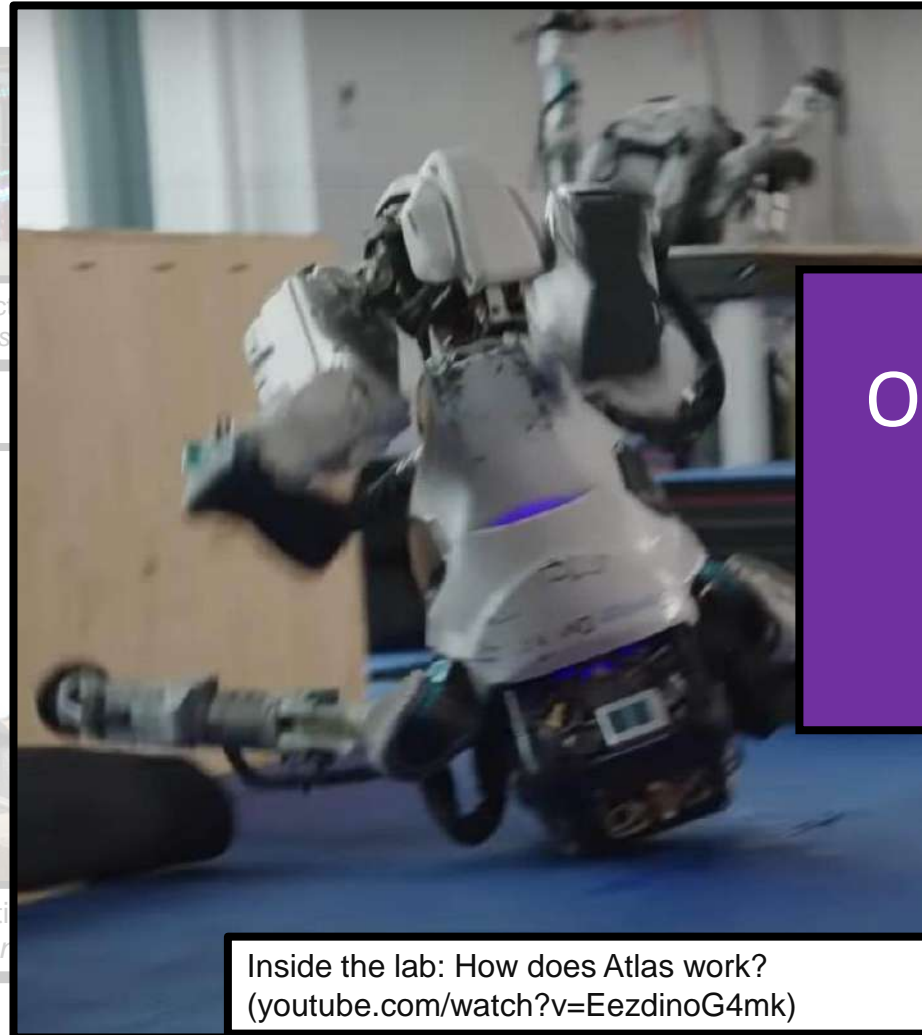 O
Inside the lab: How does Atlas work?
(youtube.com/watch?v=EezdinoG4mk)